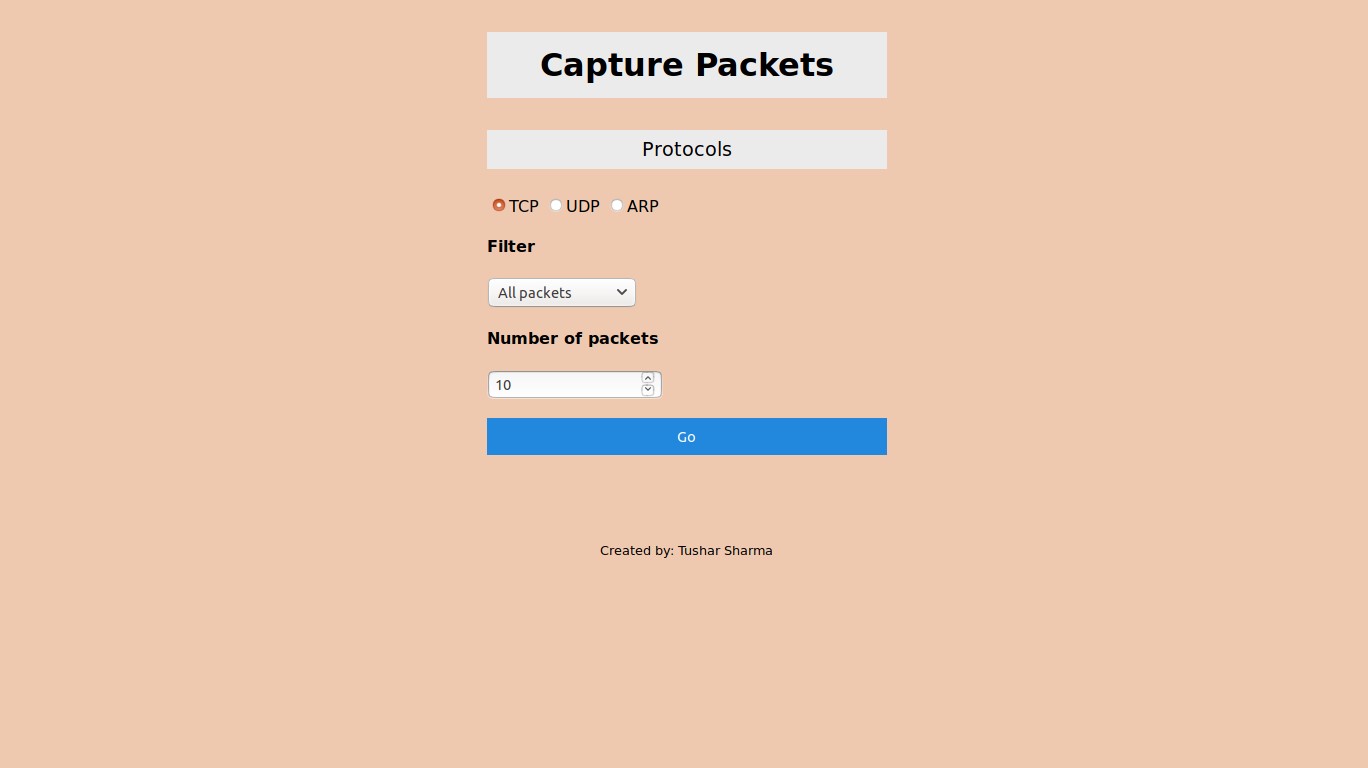 Capture Packets
Protocols
TCP UDP ARP
Filter
All packets
Number of packets
10
Go
Created by: Tushar Sharma